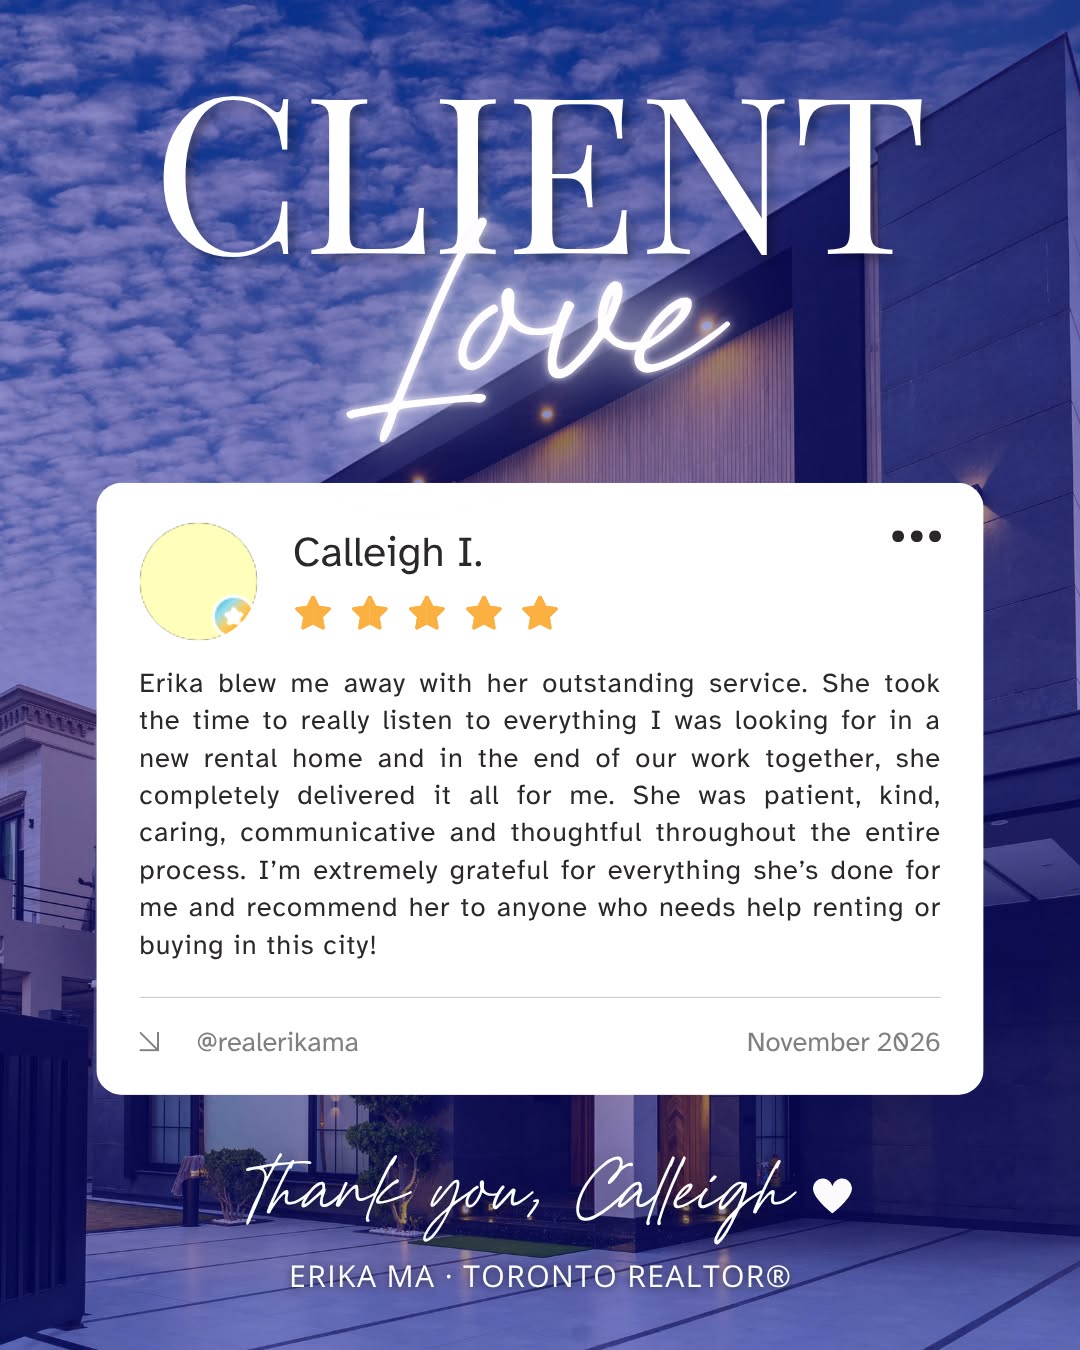 CLIENT
Love
Calleigh I.
Erika blew me away with her outstanding service. She took
the time to really listen to everything I was looking for in a
new rental home and in the end of our work together, she
completely delivered it all for me. She was patient, kind,
caring, communicative and thoughtful throughout the entire
process. I’m extremely grateful for everything she’s done for
me and recommend her to anyone who needs help renting or
buying in this city!
@realerikama
November 2026
Thank you, Calleigh
ERIKA MA · TORONTO REALTOR®